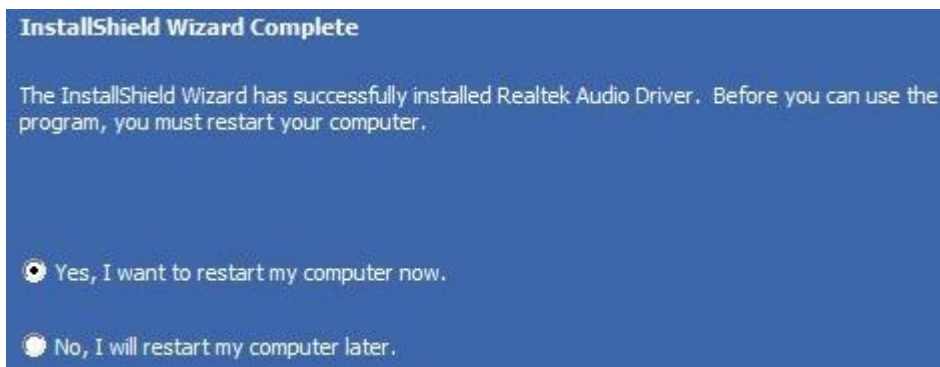 InstallShield Wizard Complete
The InstallShield Wizard has successfully installed Realtek Audio Driver. Before you can use the
program, you must restart your computer.
Yes, I want to restart my computer now.
No, I will restart my computer later.